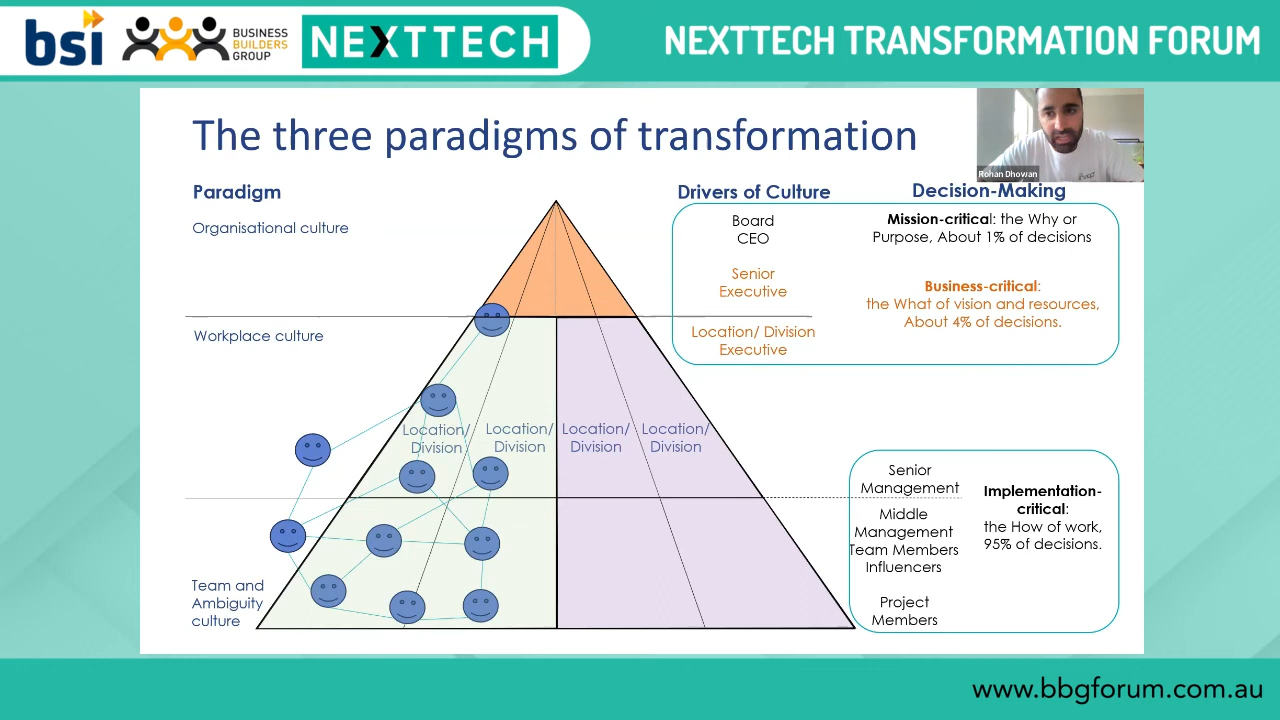 bsi
BUSINESS
BUILDERS
GROUP
NEXTTECH
NEXTTECH TRANSFORMATION FORUM
The three paradigms of transformation
Rohan Dhowan
Paradigm
Drivers of Culture
Decision-Making
Organisational culture
Board
CEO
Mission-critical: the Why or
Purpose, About 1% of decisions
Senior
Executive
Business-critical:
the What of vision and resources,
About 4% of decisions.
Workplace culture
Location/ Division
Executive
Location/
Division
Location/
Division
Location/
Division
Location/
Division
Senior
Management
Middle
Management
Team Members
Influencers
Project
Members
Implementation-
critical:
the How of work,
95% of decisions.
Team and
Ambiguity
culture
www.bbgforum.com.au